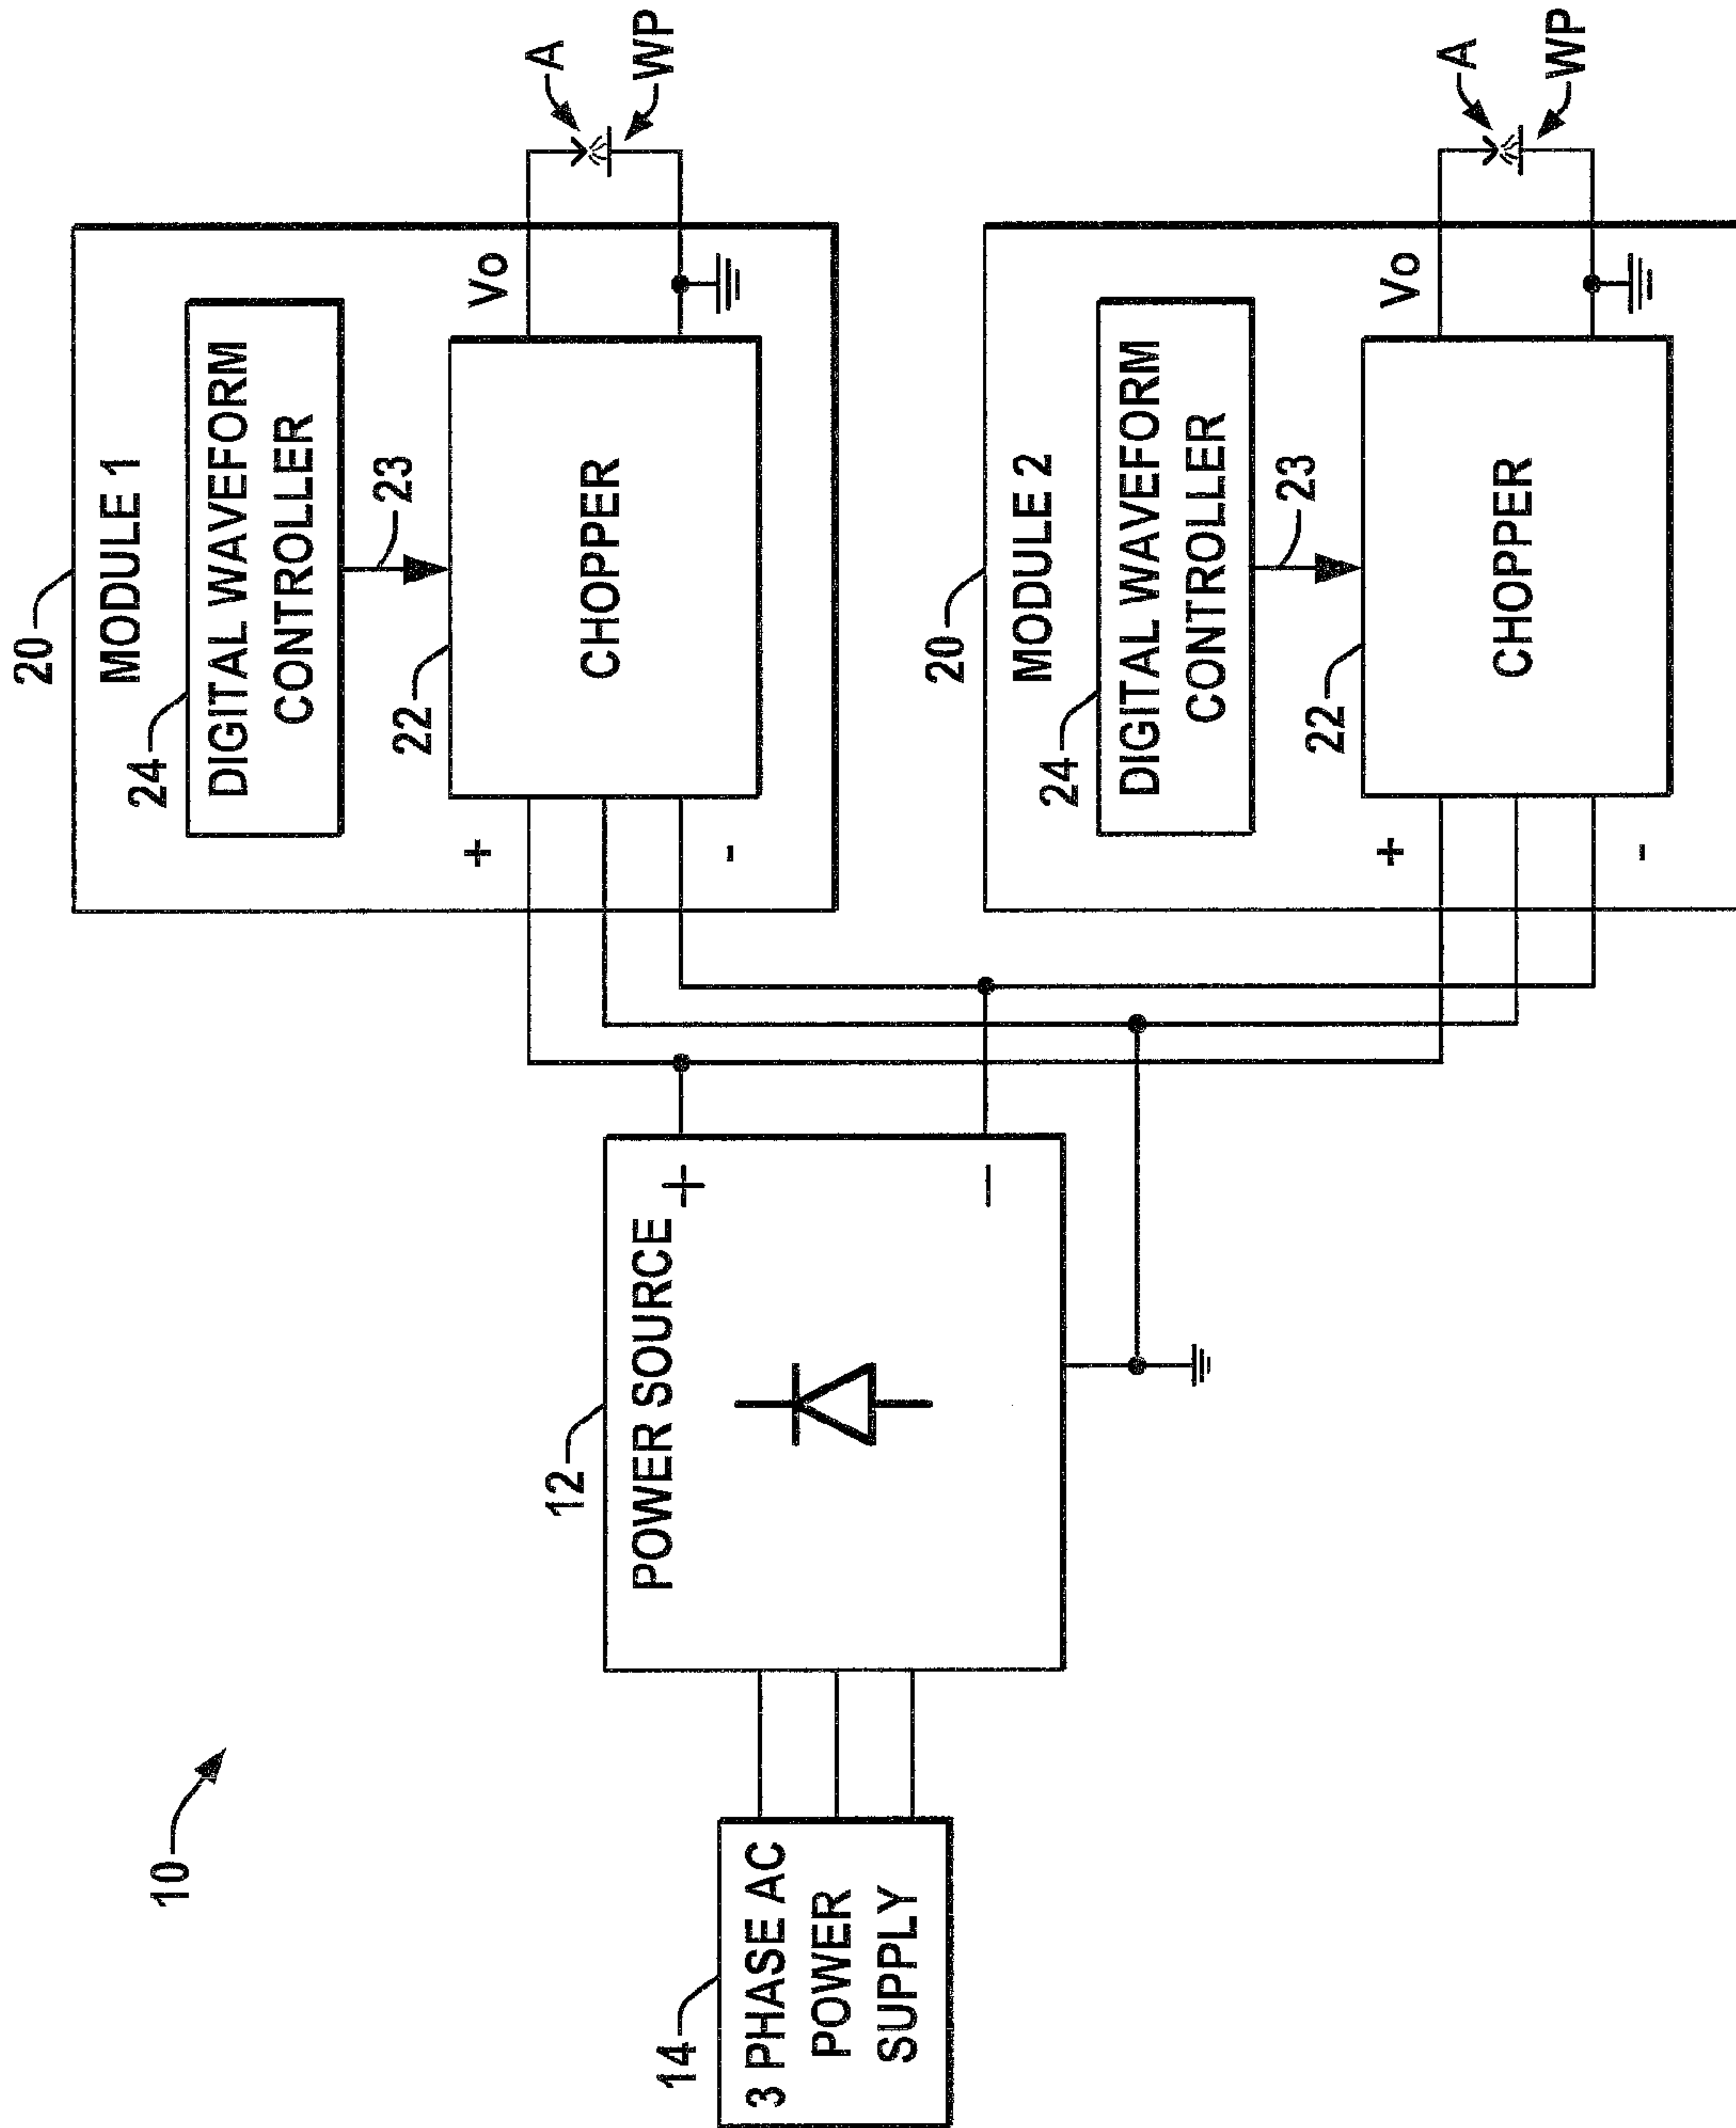 10
14
3 PHASE AC
POWER
SUPPLY
12
POWER SOURCE
+
−
20
MODULE 1
24
DIGITAL WAVEFORM
CONTROLLER
23
22
CHOPPER
+
-
Vo
A
WP
20
MODULE 2
24
DIGITAL WAVEFORM
CONTROLLER
23
22
CHOPPER
+
-
Vo
A
WP